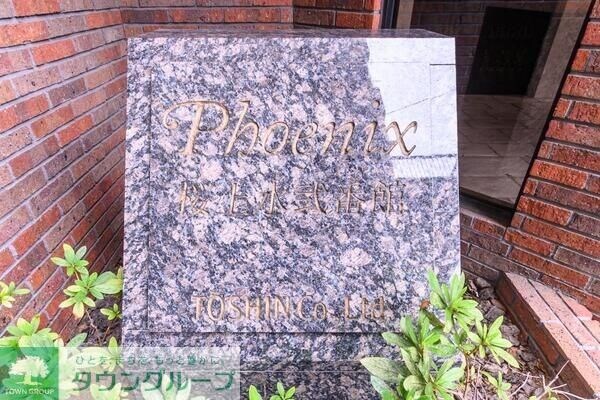 Phoenix
桜上水弐番館
TOSHIN Co. Ltd.
ひとを、まちを、もっと豊かに
タウングループ
TOWN GROUP